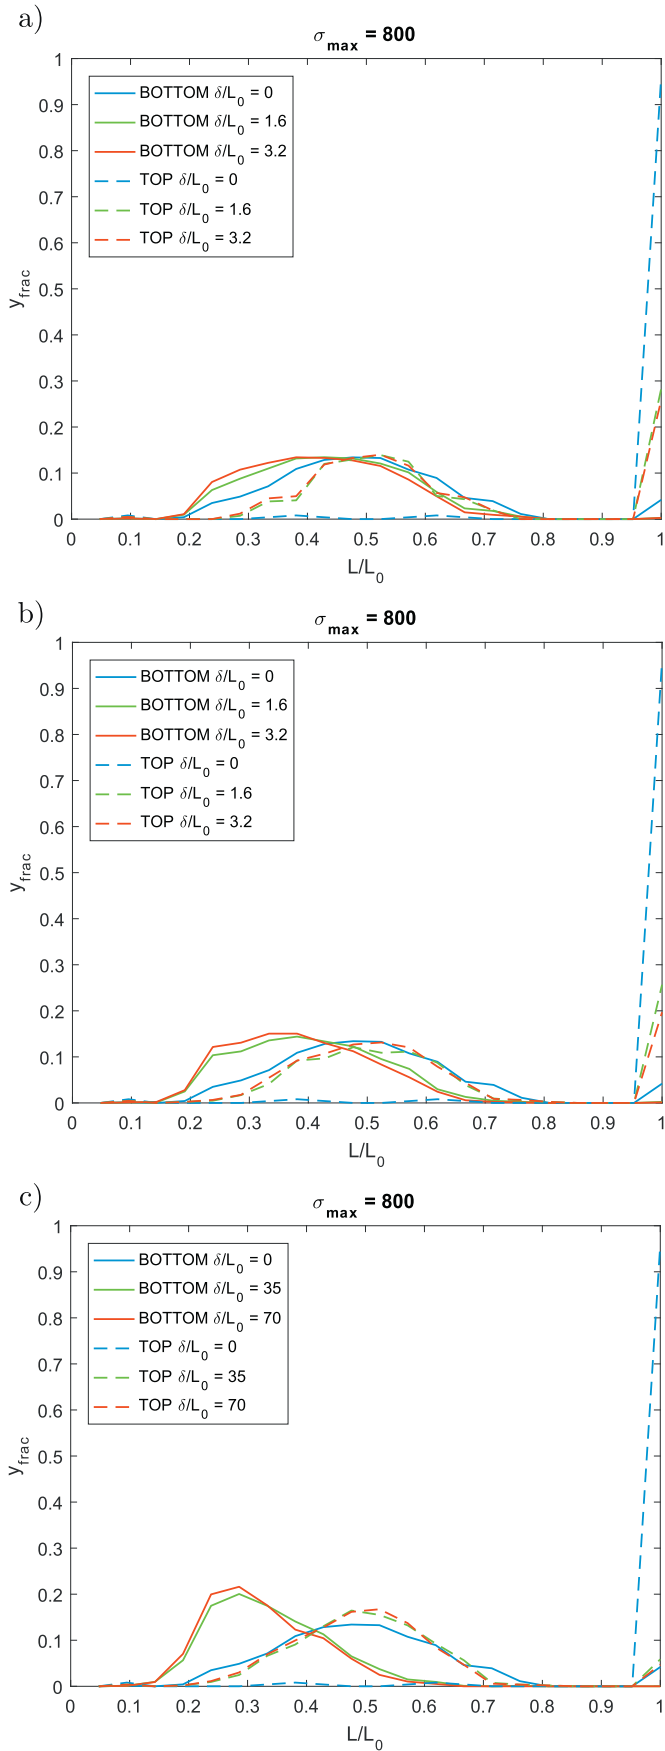 a)
σmax = 800
1
0.9
0.8
0.7
0.6
0.5
0.4
0.3
0.2
0.1
0
yfrac
BOTTOM δ/L0 = 0
BOTTOM δ/L0 = 1.6
BOTTOM δ/L0 = 3.2
TOP δ/L0 = 0
TOP δ/L0 = 1.6
TOP δ/L0 = 3.2
0 0.1 0.2 0.3 0.4 0.5 0.6 0.7 0.8 0.9 1
L/L0
b)
σmax = 800
1
0.9
0.8
0.7
0.6
0.5
0.4
0.3
0.2
0.1
0
yfrac
BOTTOM δ/L0 = 0
BOTTOM δ/L0 = 1.6
BOTTOM δ/L0 = 3.2
TOP δ/L0 = 0
TOP δ/L0 = 1.6
TOP δ/L0 = 3.2
0 0.1 0.2 0.3 0.4 0.5 0.6 0.7 0.8 0.9 1
L/L0
c)
σmax = 800
1
0.9
0.8
0.7
0.6
0.5
0.4
0.3
0.2
0.1
0
yfrac
BOTTOM δ/L0 = 0
BOTTOM δ/L0 = 35
BOTTOM δ/L0 = 70
TOP δ/L0 = 0
TOP δ/L0 = 35
TOP δ/L0 = 70
0 0.1 0.2 0.3 0.4 0.5 0.6 0.7 0.8 0.9 1
L/L0